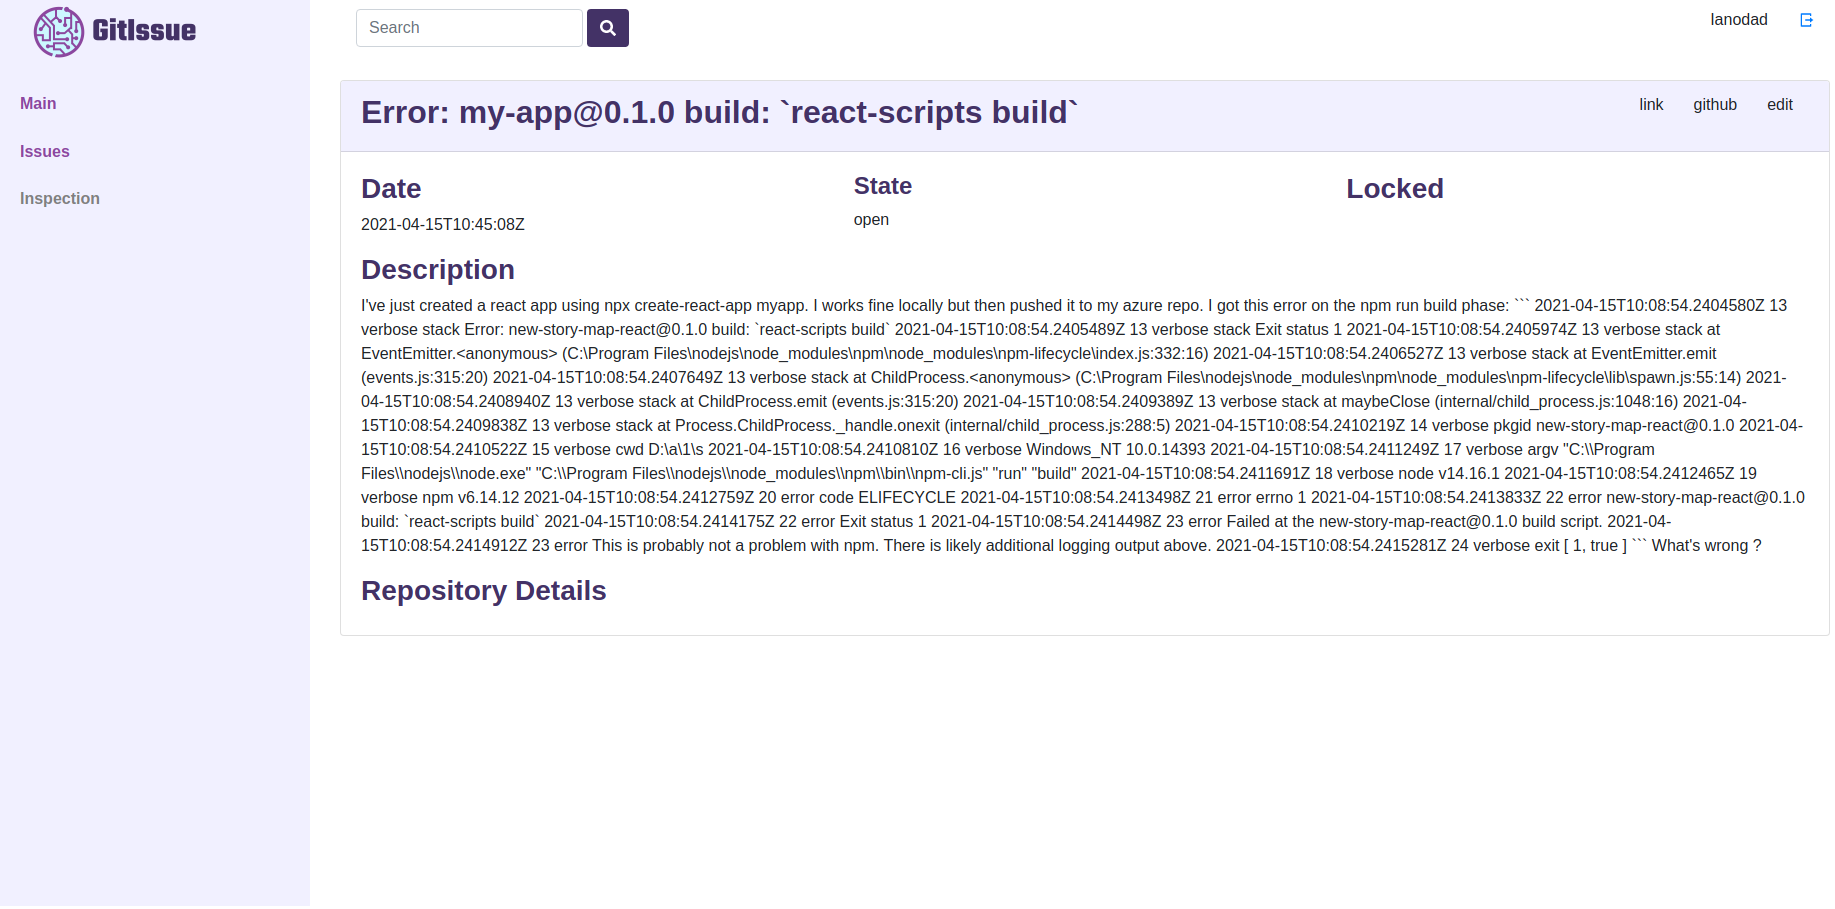 GitIssue
Main
Issues
Inspection
Search
lanodad
Error: my-app@0.1.0 build: `react-scripts build`
link github edit
Date
2021-04-15T10:45:08Z
State
open
Locked
Description
I've just created a react app using npx create-react-app myapp. I works fine locally but then pushed it to my azure repo. I got this error on the npm run build phase: ``` 2021-04-15T10:08:54.2404580Z 13
verbose stack Error: new-story-map-react@0.1.0 build: `react-scripts build` 2021-04-15T10:08:54.2405489Z 13 verbose stack Exit status 1 2021-04-15T10:08:54.2405974Z 13 verbose stack at
EventEmitter.<anonymous> (C:\Program Files\nodejs\node_modules\npm\node_modules\npm-lifecycle\index.js:332:16) 2021-04-15T10:08:54.2406527Z 13 verbose stack at EventEmitter.emit
(events.js:315:20) 2021-04-15T10:08:54.2407649Z 13 verbose stack at ChildProcess.<anonymous> (C:\Program Files\nodejs\node_modules\npm\node_modules\npm-lifecycle\lib\spawn.js:55:14) 2021-
04-15T10:08:54.2408940Z 13 verbose stack at ChildProcess.emit (events.js:315:20) 2021-04-15T10:08:54.2409389Z 13 verbose stack at maybeClose (internal/child_process.js:1048:16) 2021-04-
15T10:08:54.2409838Z 13 verbose stack at Process.ChildProcess._handle.onexit (internal/child_process.js:288:5) 2021-04-15T10:08:54.2410219Z 14 verbose pkgid new-story-map-react@0.1.0 2021-04-
15T10:08:54.2410522Z 15 verbose cwd D:\a\1\s 2021-04-15T10:08:54.2410810Z 16 verbose Windows_NT 10.0.14393 2021-04-15T10:08:54.2411249Z 17 verbose argv "C:\\Program
Files\\nodejs\\node.exe" "C:\\Program Files\\nodejs\\node_modules\\npm\\bin\\npm-cli.js" "run" "build" 2021-04-15T10:08:54.2411691Z 18 verbose node v14.16.1 2021-04-15T10:08:54.2412465Z 19
verbose npm v6.14.12 2021-04-15T10:08:54.2412759Z 20 error code ELIFECYCLE 2021-04-15T10:08:54.2413498Z 21 error errno 1 2021-04-15T10:08:54.2413833Z 22 error new-story-map-react@0.1.0
build: `react-scripts build` 2021-04-15T10:08:54.2414175Z 22 error Exit status 1 2021-04-15T10:08:54.2414498Z 23 error Failed at the new-story-map-react@0.1.0 build script. 2021-04-
15T10:08:54.2414912Z 23 error This is probably not a problem with npm. There is likely additional logging output above. 2021-04-15T10:08:54.2415281Z 24 verbose exit [ 1, true ] ``` What's wrong ?
Repository Details